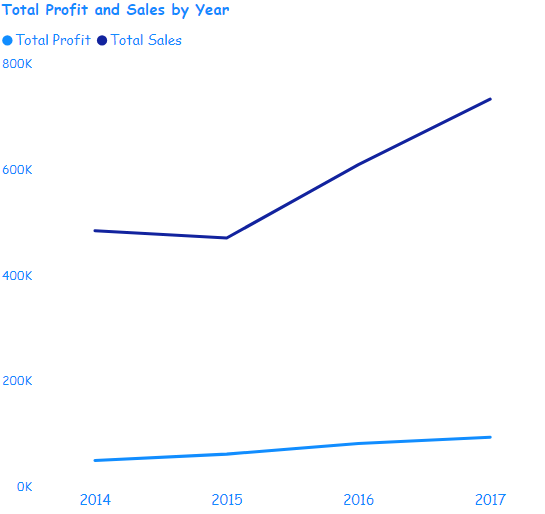 Total Profit and Sales by Year
Total Profit Total Sales
800K
600K
400K
200K
0K
2014 2015 2016 2017